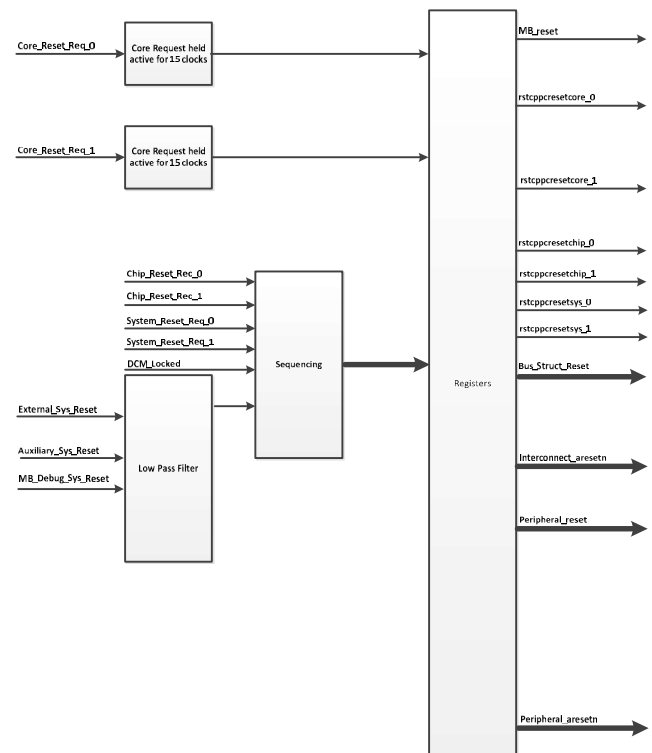 MB_reset
Core_Reset_Req_0
Core Request held
active for 15 clocks
rstcppcresetcore_0
Core_Reset_Req_1
Core Request held
active for 15 clocks
rstcppcresetcore_1
rstcppcresetchip_0
Chip_Reset_Rec_0
rstcppcresetchip_1
Chip_Reset_Rec_1
rstcppcresetsys_0
System_Reset_Req_0
rstcppcresetsys_1
System_Reset_Req_1
DCM_Locked
Sequencing
Bus_Struct_Reset
Registers
External_Sys_Reset
Auxiliary_Sys_Reset
Low Pass Filter
MB_Debug_Sys_Reset
Interconnect_aresetn
Peripheral_reset
Peripheral_aresetn